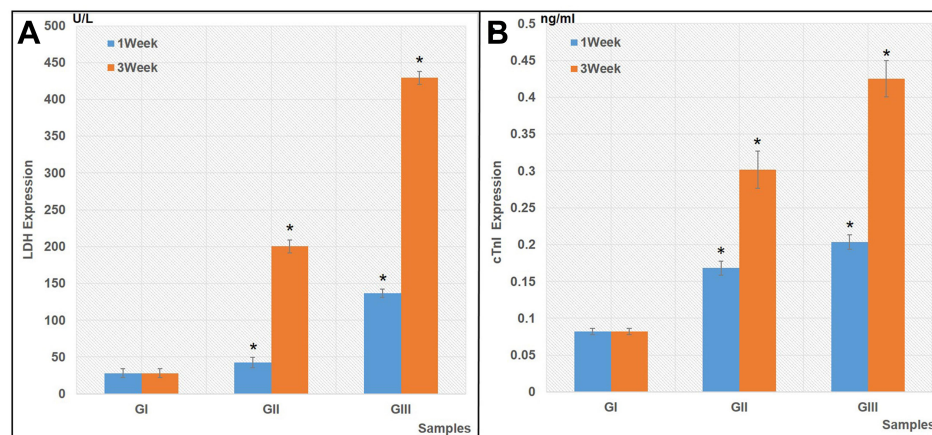 A
U/L
500
450
400
350
300
250
200
150
100
50
0
LDH Expression
1Week
3Week
*
*
*
*
GI
GII
GIII
Samples
B
ng/ml
0.5
0.45
0.4
0.35
0.3
0.25
0.2
0.15
0.1
0.05
0
cTnI Expression
1Week
3Week
*
*
*
*
GI
GII
GIII
Samples